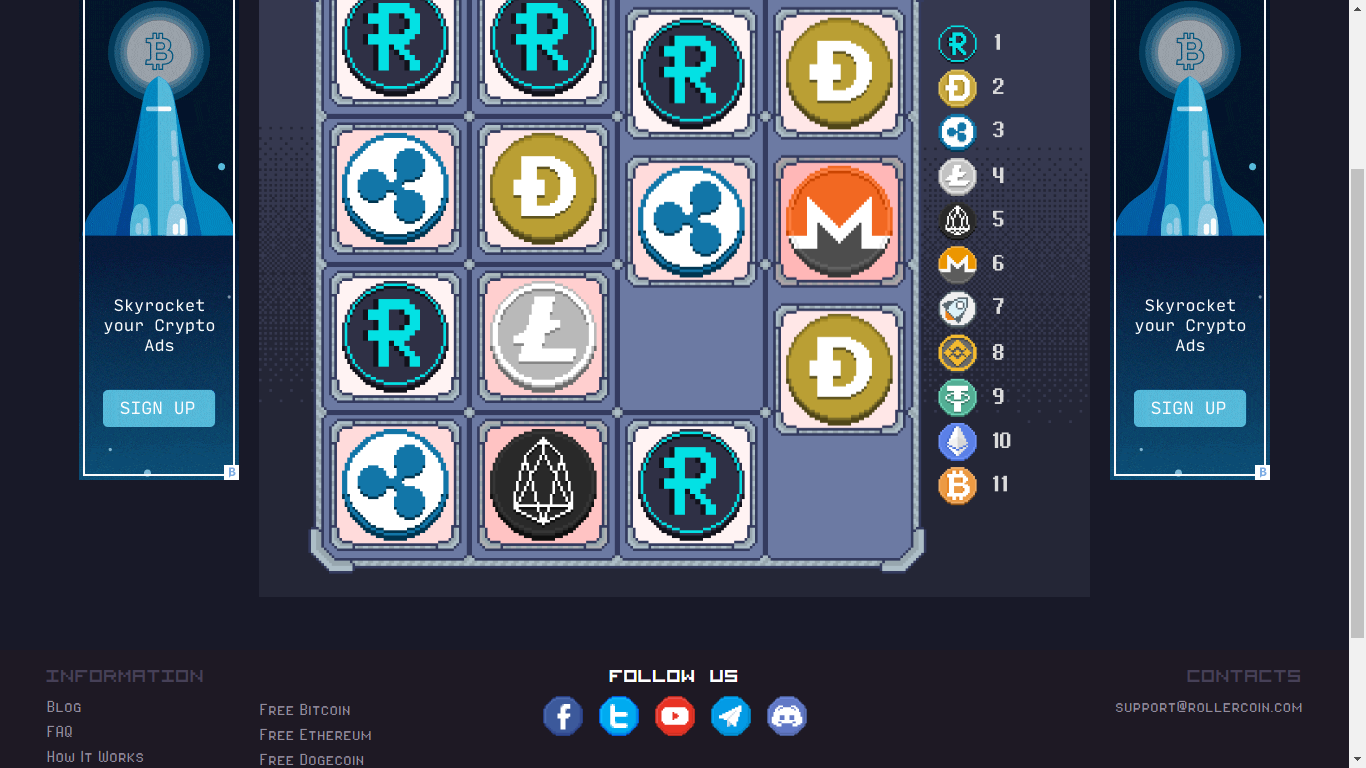 Skyrocket
your Crypto
Ads
SIGN UP
1
2
3
4
5
6
7
8
9
10
11
Skyrocket
your Crypto
Ads
SIGN UP
INFORMATION
Blog
FAQ
How It Works
Free Bitcoin
Free Ethereum
Free Dogecoin
FOLLOW US
CONTACTS
support@rollercoin.com